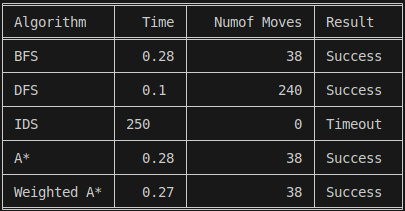 Algorithm Time Numof Moves Result
BFS 0.28 38 Success
DFS 0.1 240 Success
IDS 250 0 Timeout
A* 0.28 38 Success
Weighted A* 0.27 38 Success